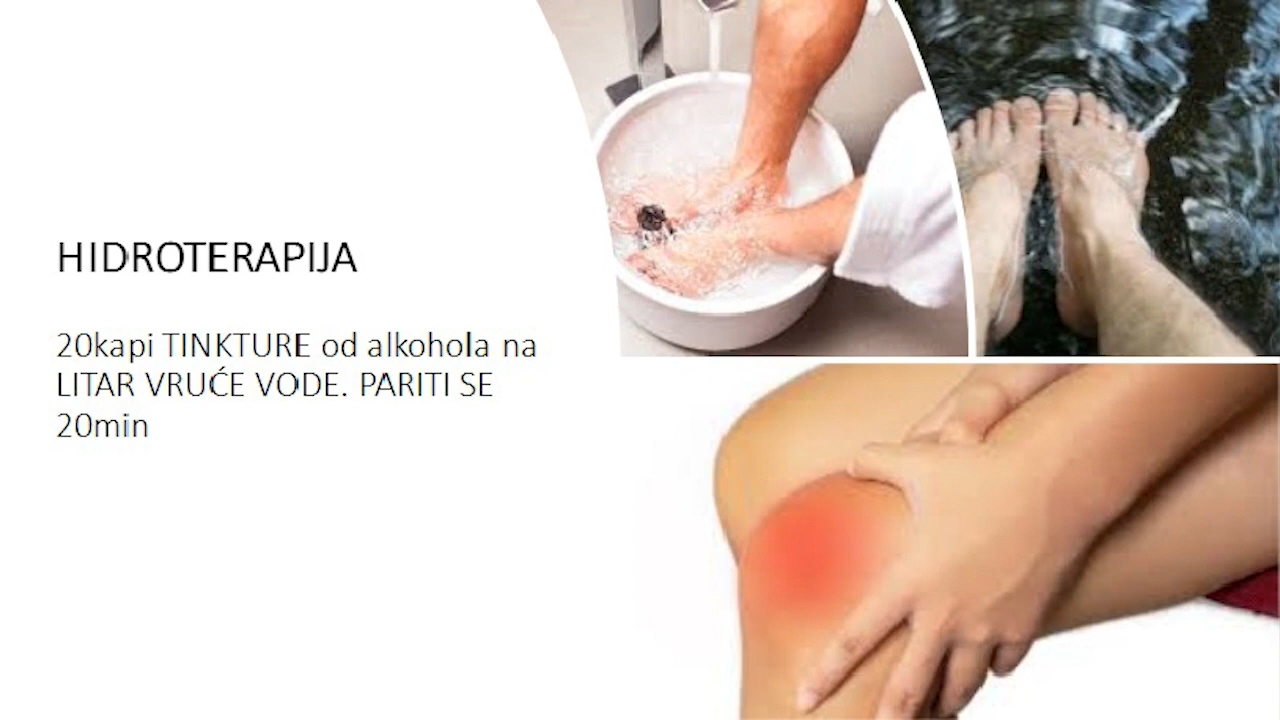 HIDROTERAPIJA
20kapi TINKTURE od alkohola na
LITAR VRUĆE VODE. PARITI SE
20min